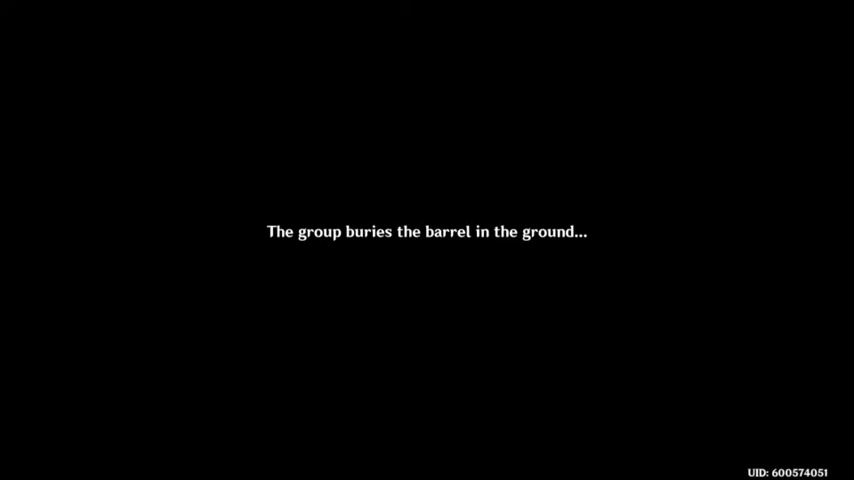 The group buries the barrel in the ground...
UID: 600574051